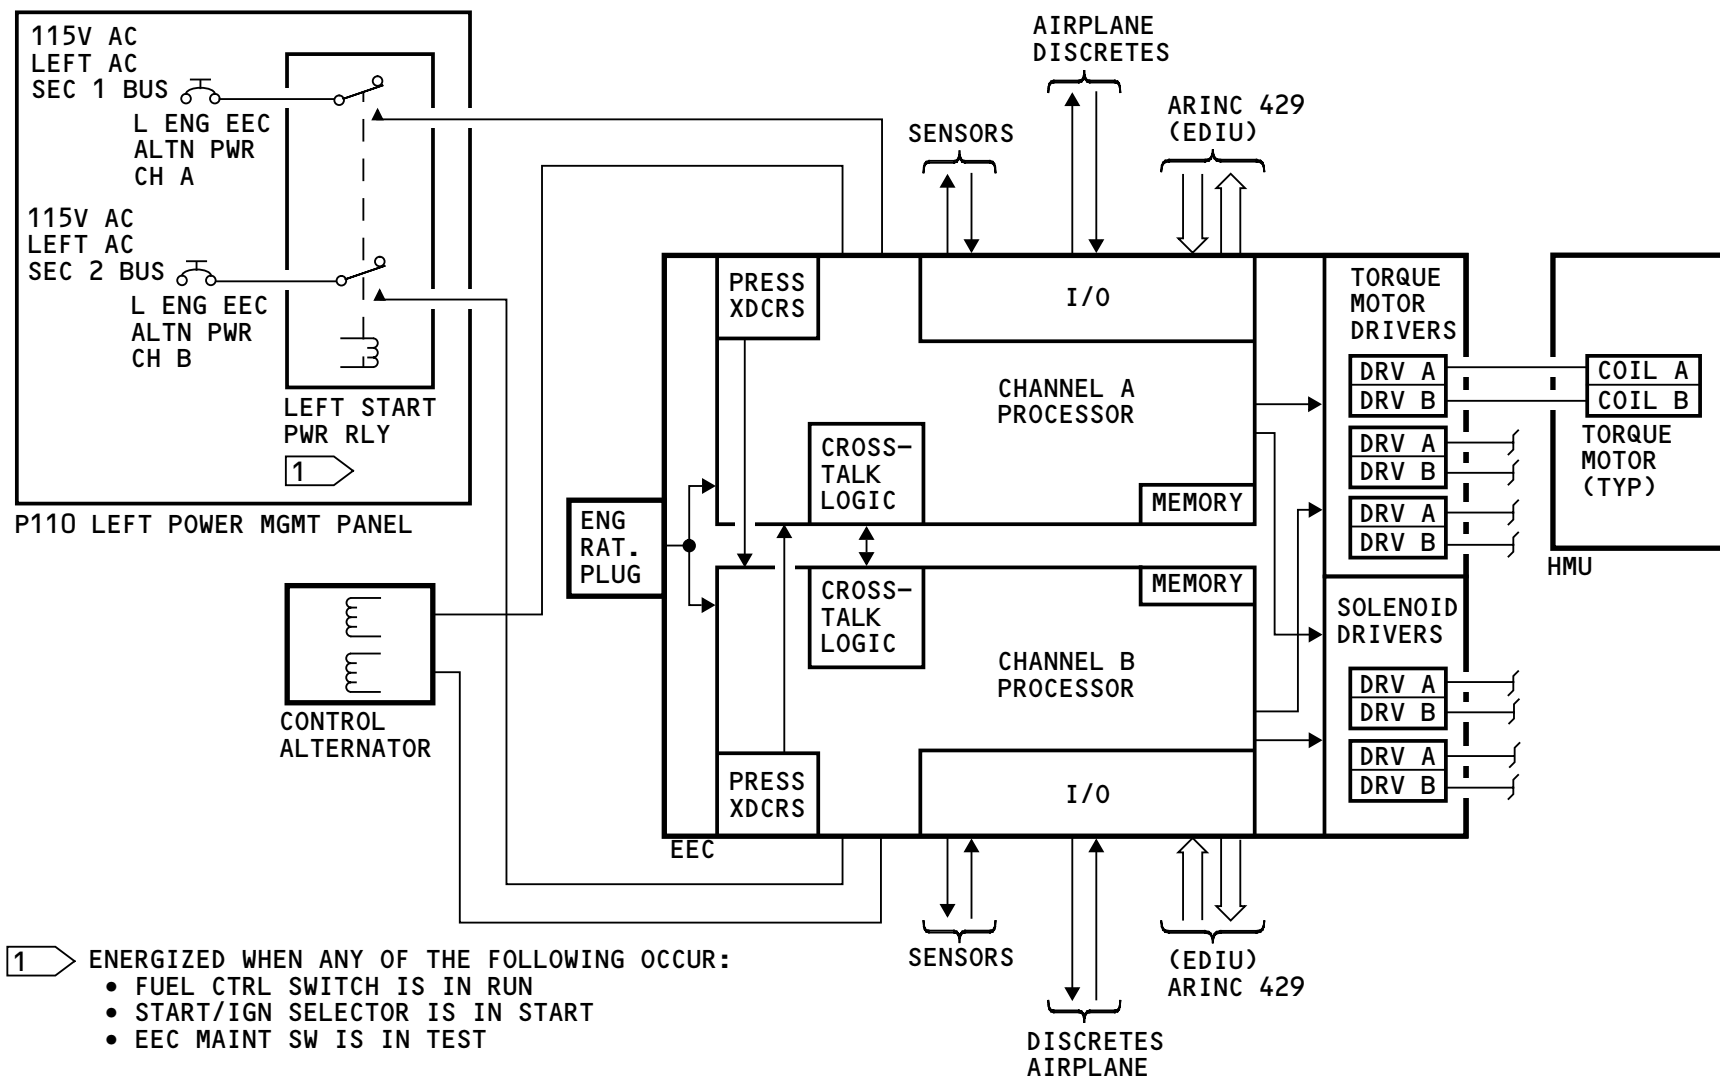 115V AC
LEFT AC
SEC 1 BUS
L ENG EEC
ALTN PWR
CH A
115V AC
LEFT AC
SEC 2 BUS
L ENG EEC
ALTN PWR
CH B
LEFT START
PWR RLY
1
P110 LEFT POWER MGMT PANEL
CONTROL
ALTERNATOR
AIRPLANE
DISCRETES
SENSORS
ARINC 429
(EDIU)
PRESS
XDCRS
I/O
CHANNEL A
PROCESSOR
CROSS-
TALK
LOGIC
MEMORY
ENG
RAT.
PLUG
CROSS-
TALK
LOGIC
MEMORY
CHANNEL B
PROCESSOR
PRESS
XDCRS
I/O
EEC
TORQUE
MOTOR
DRIVERS
DRV A
DRV B
DRV A
DRV B
DRV A
DRV B
SOLENOID
DRIVERS
DRV A
DRV B
DRV A
DRV B
COIL A
COIL B
TORQUE
MOTOR
(TYP)
HMU
SENSORS
DISCRETES
AIRPLANE
(EDIU)
ARINC 429
1 ENERGIZED WHEN ANY OF THE FOLLOWING OCCUR:
• FUEL CTRL SWITCH IS IN RUN
• START/IGN SELECTOR IS IN START
• EEC MAINT SW IS IN TEST